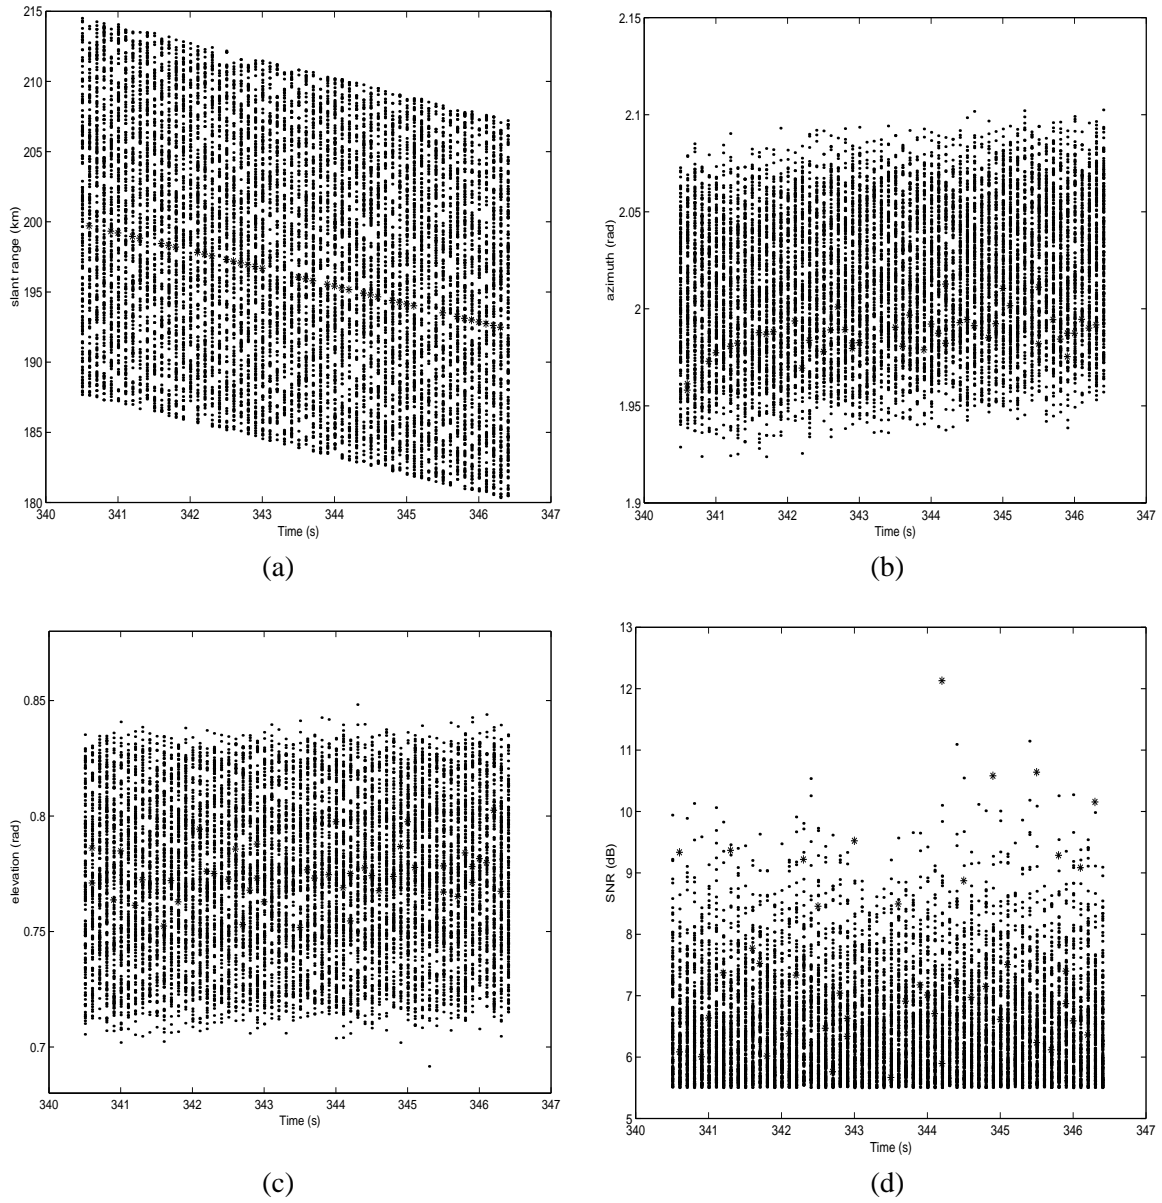 215
210
205
200
195
190
185
180
slant range (km)
340 341 342 343 344 345 346 347
Time (s)
(a)
2.15
2.1
2.05
2
1.95
1.9
azimuth (rad)
340 341 342 343 344 345 346 347
Time (s)
(b)
0.85
0.8
0.75
0.7
elevation (rad)
340 341 342 343 344 345 346 347
Time (s)
(c)
13
12
11
10
9
8
7
6
5
SNR (dB)
340 341 342 343 344 345 346 347
Time (s)
(d)